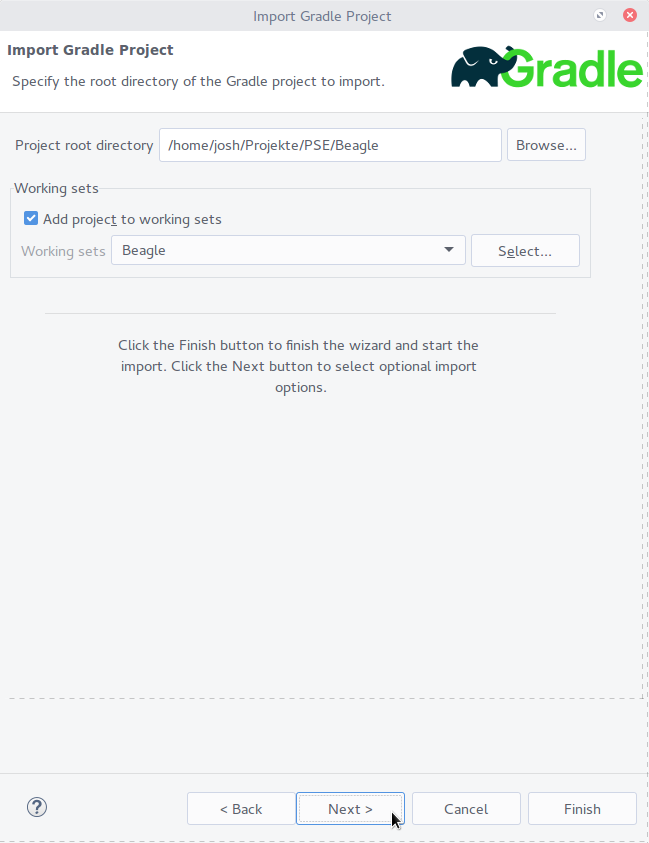 Import Gradle Project
Import Gradle Project
Specify the root directory of the Gradle project to import.
Gradle
Project root directory /home/josh/Projekte/PSE/Beagle Browse...
Working sets
Add project to working sets
Working sets Beagle Select...
Click the Finish button to finish the wizard and start the
import. Click the Next button to select optional import
options.
? < Back Next > Cancel Finish